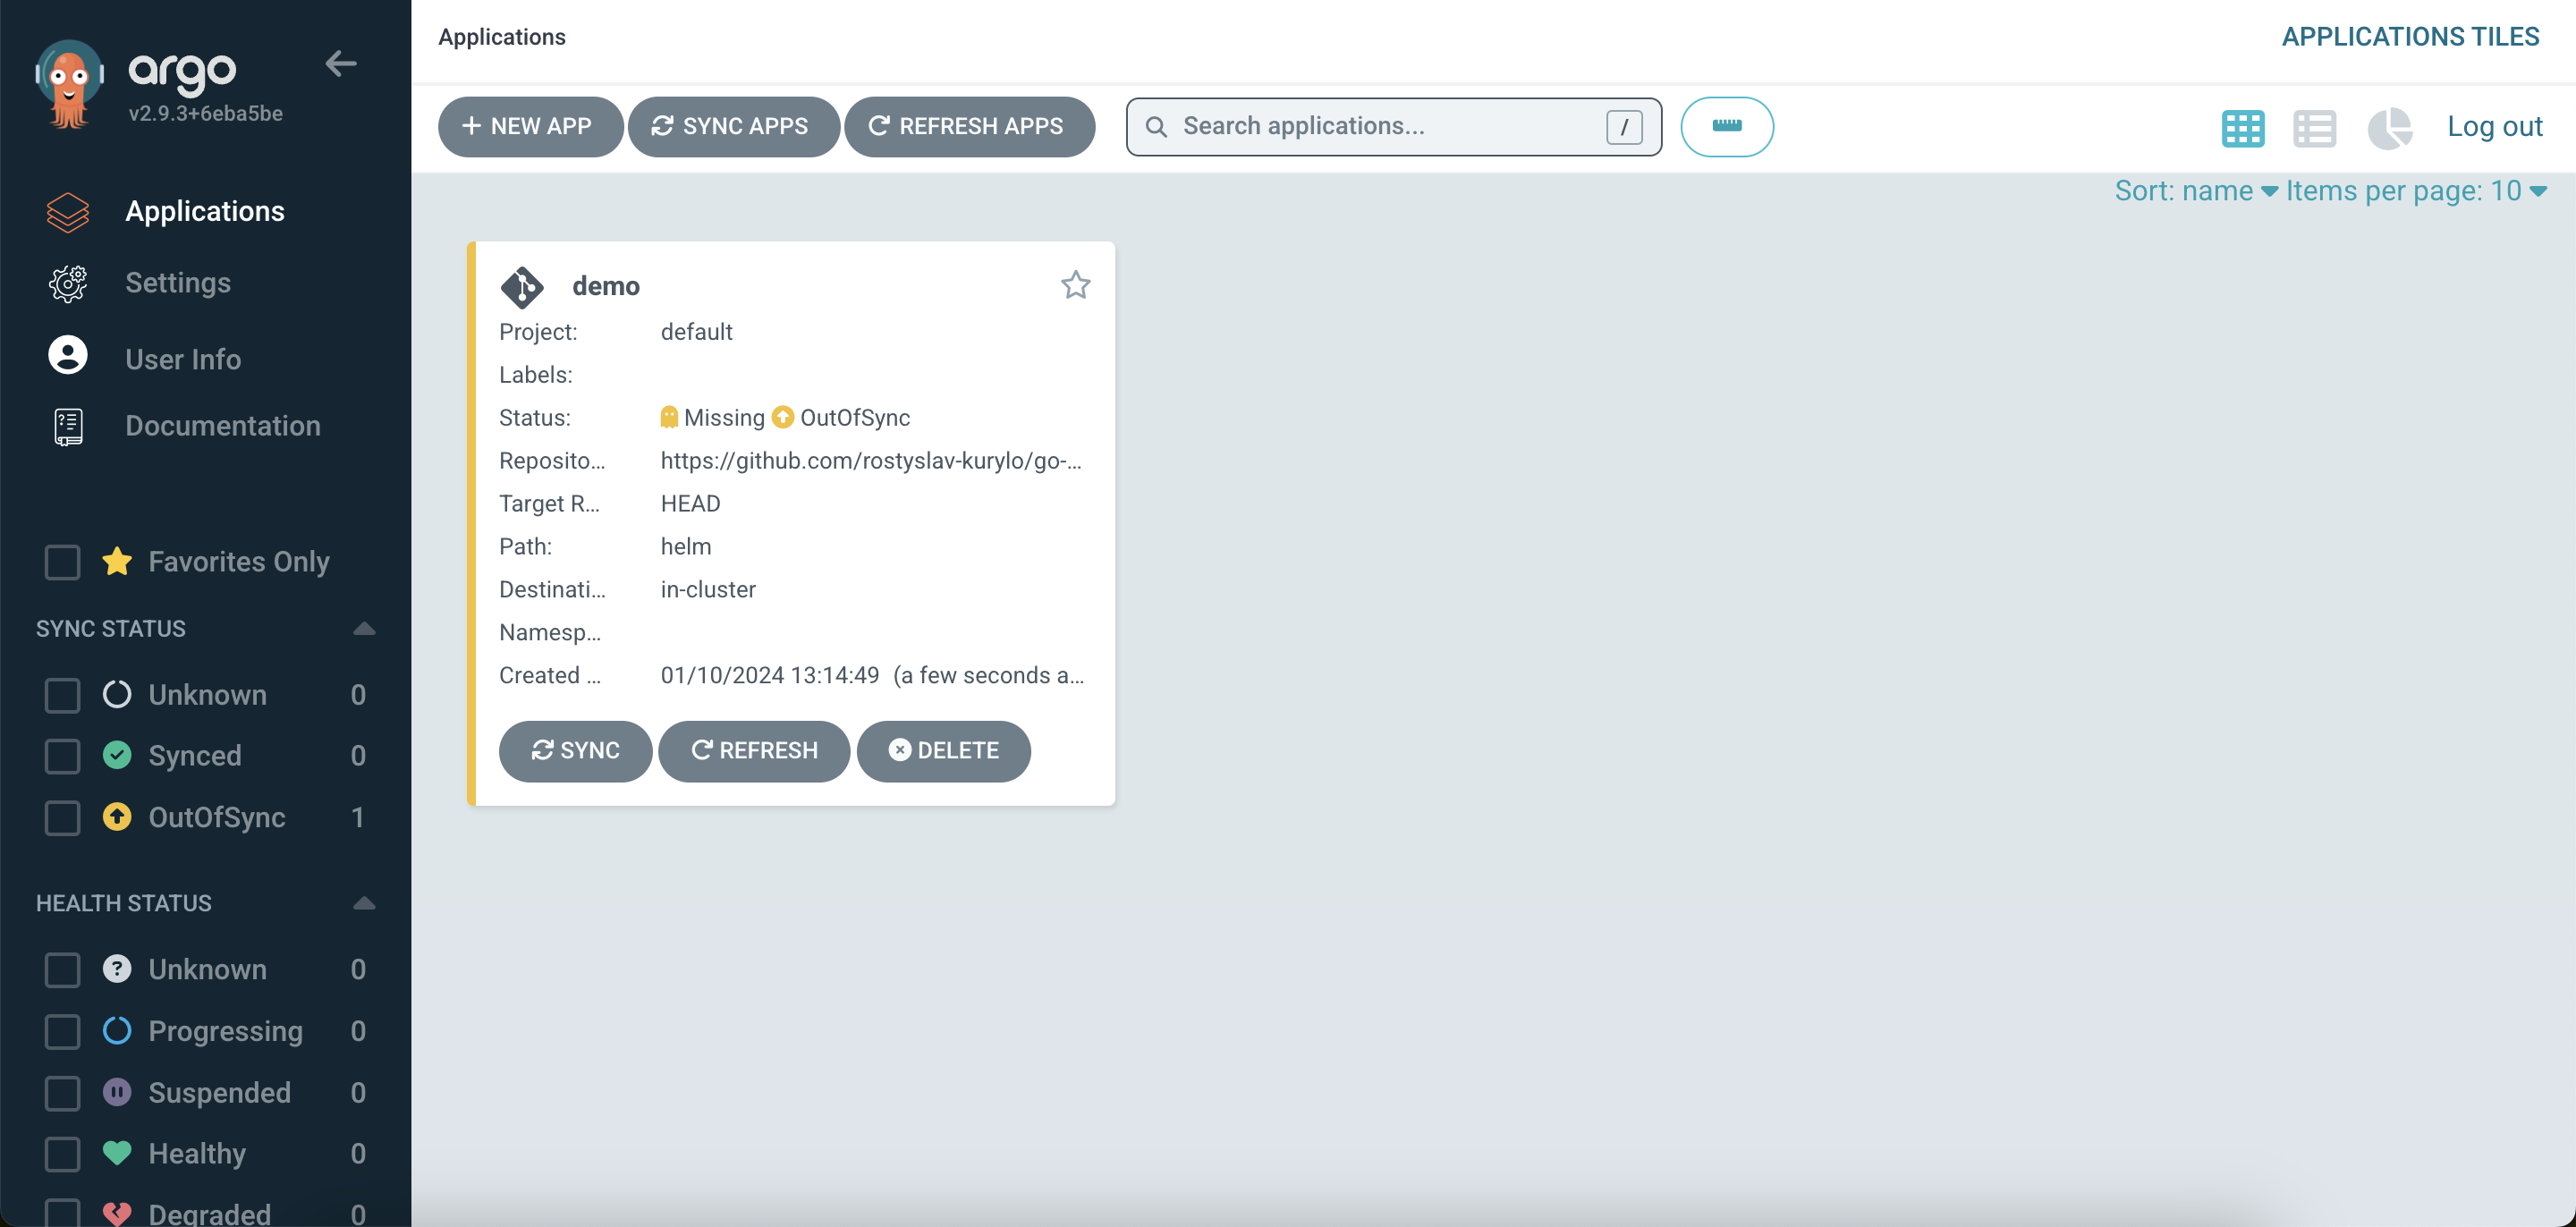 argo
v2.9.3+6eba5be
Applications
Settings
User Info
Documentation
Favorites Only
SYNC STATUS
Unknown 0
Synced 0
OutOfSync 1
HEALTH STATUS
Unknown 0
Progressing 0
Suspended 0
Healthy 0
Degraded 0
Applications
APPLICATIONS TILES
+ NEW APP SYNC APPS REFRESH APPS Search applications... / Log out
Sort: name Items per page: 10
demo
Project: default
Labels:
Status: Missing OutOfSync
Reposito... https://github.com/rostyslav-kurylo/go-...
Target R... HEAD
Path: helm
Destinati... in-cluster
Namesp...
Created ... 01/10/2024 13:14:49 (a few seconds a...
SYNC REFRESH DELETE